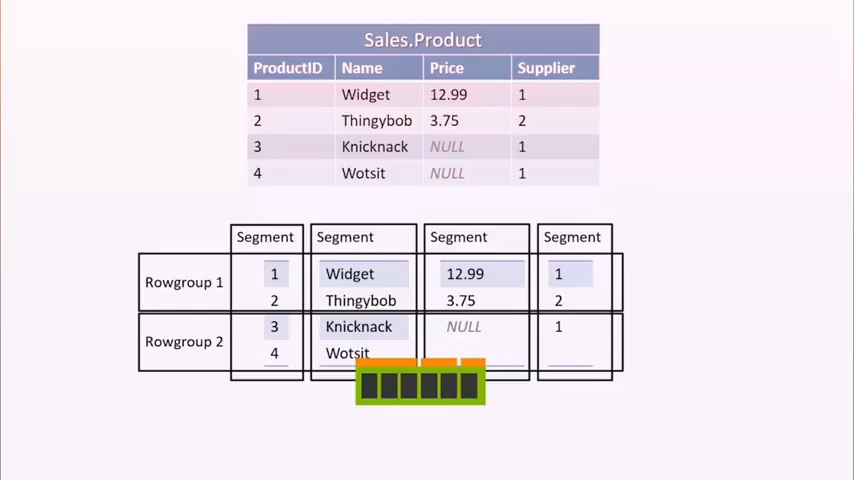 Sales.Product
ProductID Name Price Supplier
1 Widget 12.99 1
2 Thingybob 3.75 2
3 Knicknack NULL 1
4 Wotsit NULL 1
Segment Segment Segment Segment
Rowgroup 1
1 Widget 12.99 1
2 Thingybob 3.75 2
Rowgroup 2
3 Knicknack NULL 1
4 Wotsit